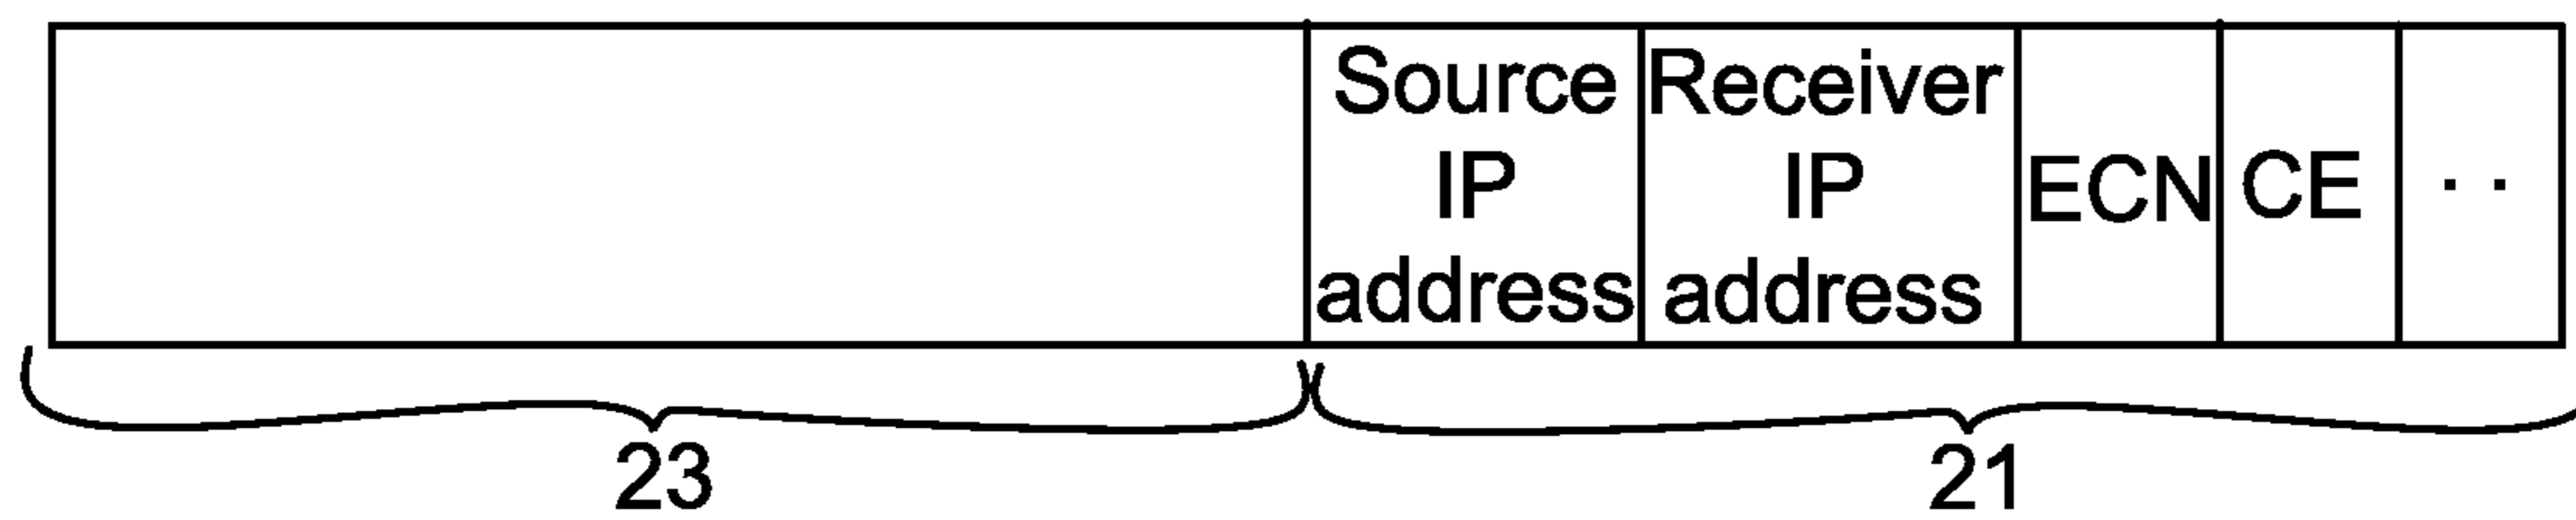 Source
IP
address
Receiver
IP
address
ECN
CE
. .
23
21